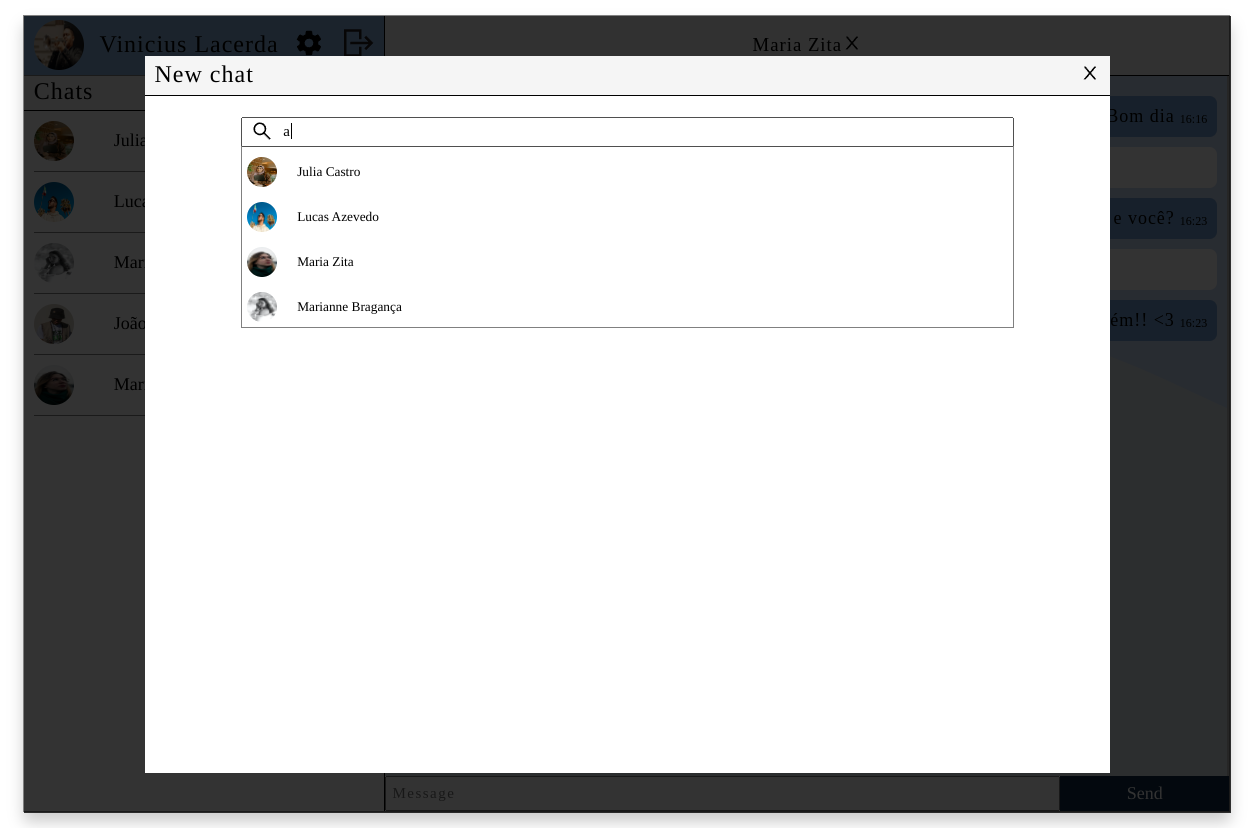 Vinicius Lacerda
Maria Zita X
New chat X
Chats
a
Julia Castro
Lucas Azevedo
Maria Zita
Marianne Bragança
Julia
Luca
Mar
João
Mar
Bom dia 16:16
e você? 16:23
ém!! <3 16:23
Message
Send